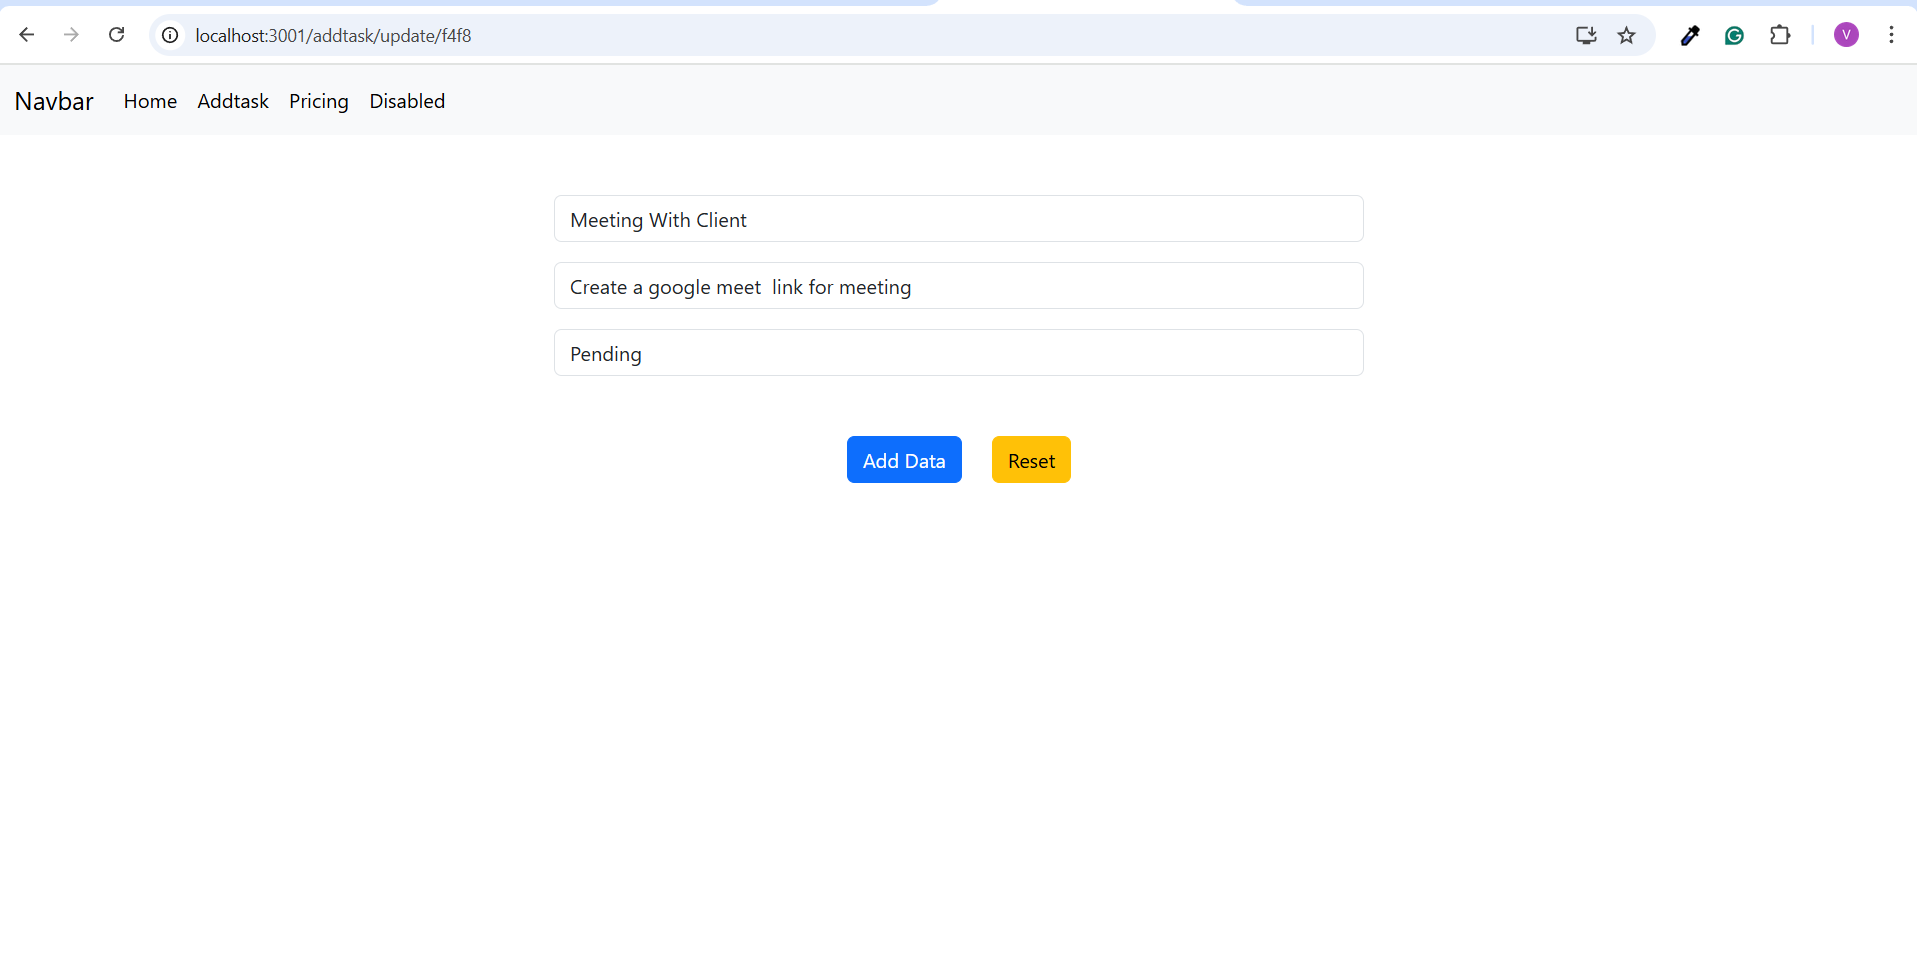 localhost:3001/addtask/update/f4f8
V
Navbar Home Addtask Pricing Disabled
Meeting With Client
Create a google meet  link for meeting
Pending
Add Data Reset